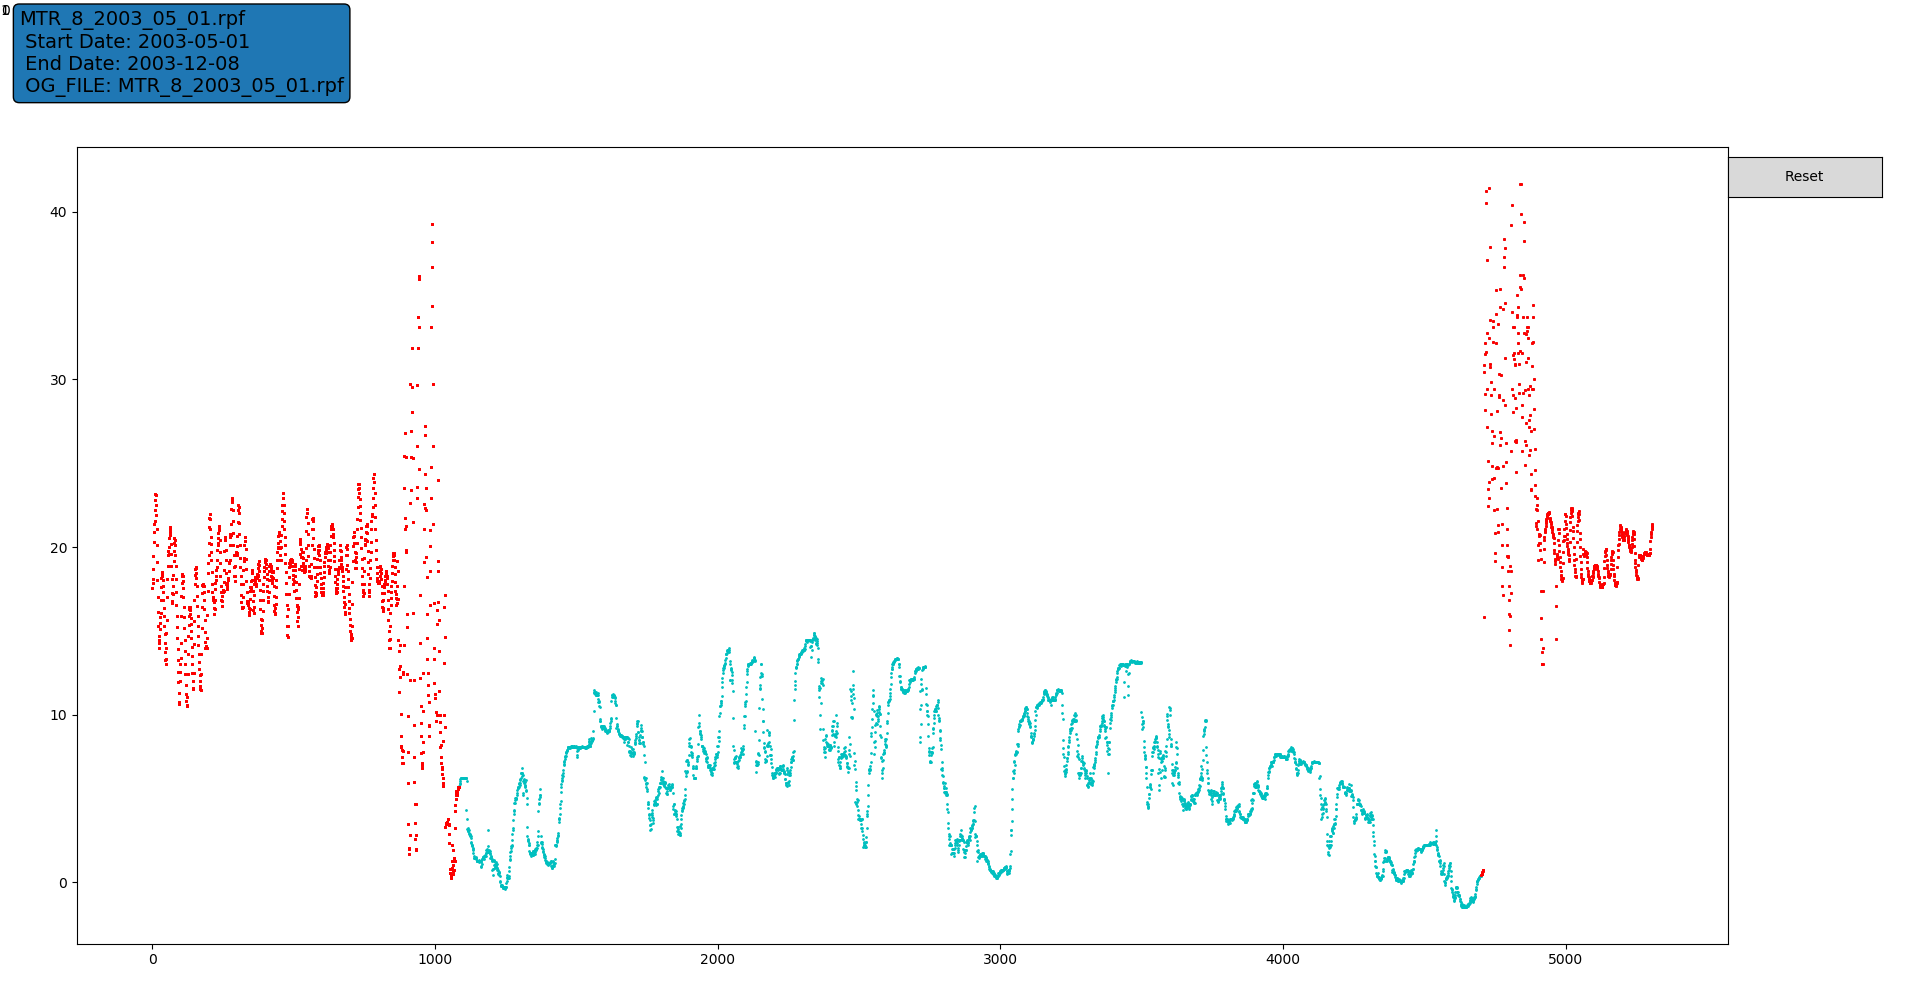 MTR_8_2003_05_01.rpf
Start Date: 2003-05-01
End Date: 2003-12-08
OG_FILE: MTR_8_2003_05_01.rpf
Reset
40
30
20
10
0
0 1000 2000 3000 4000 5000